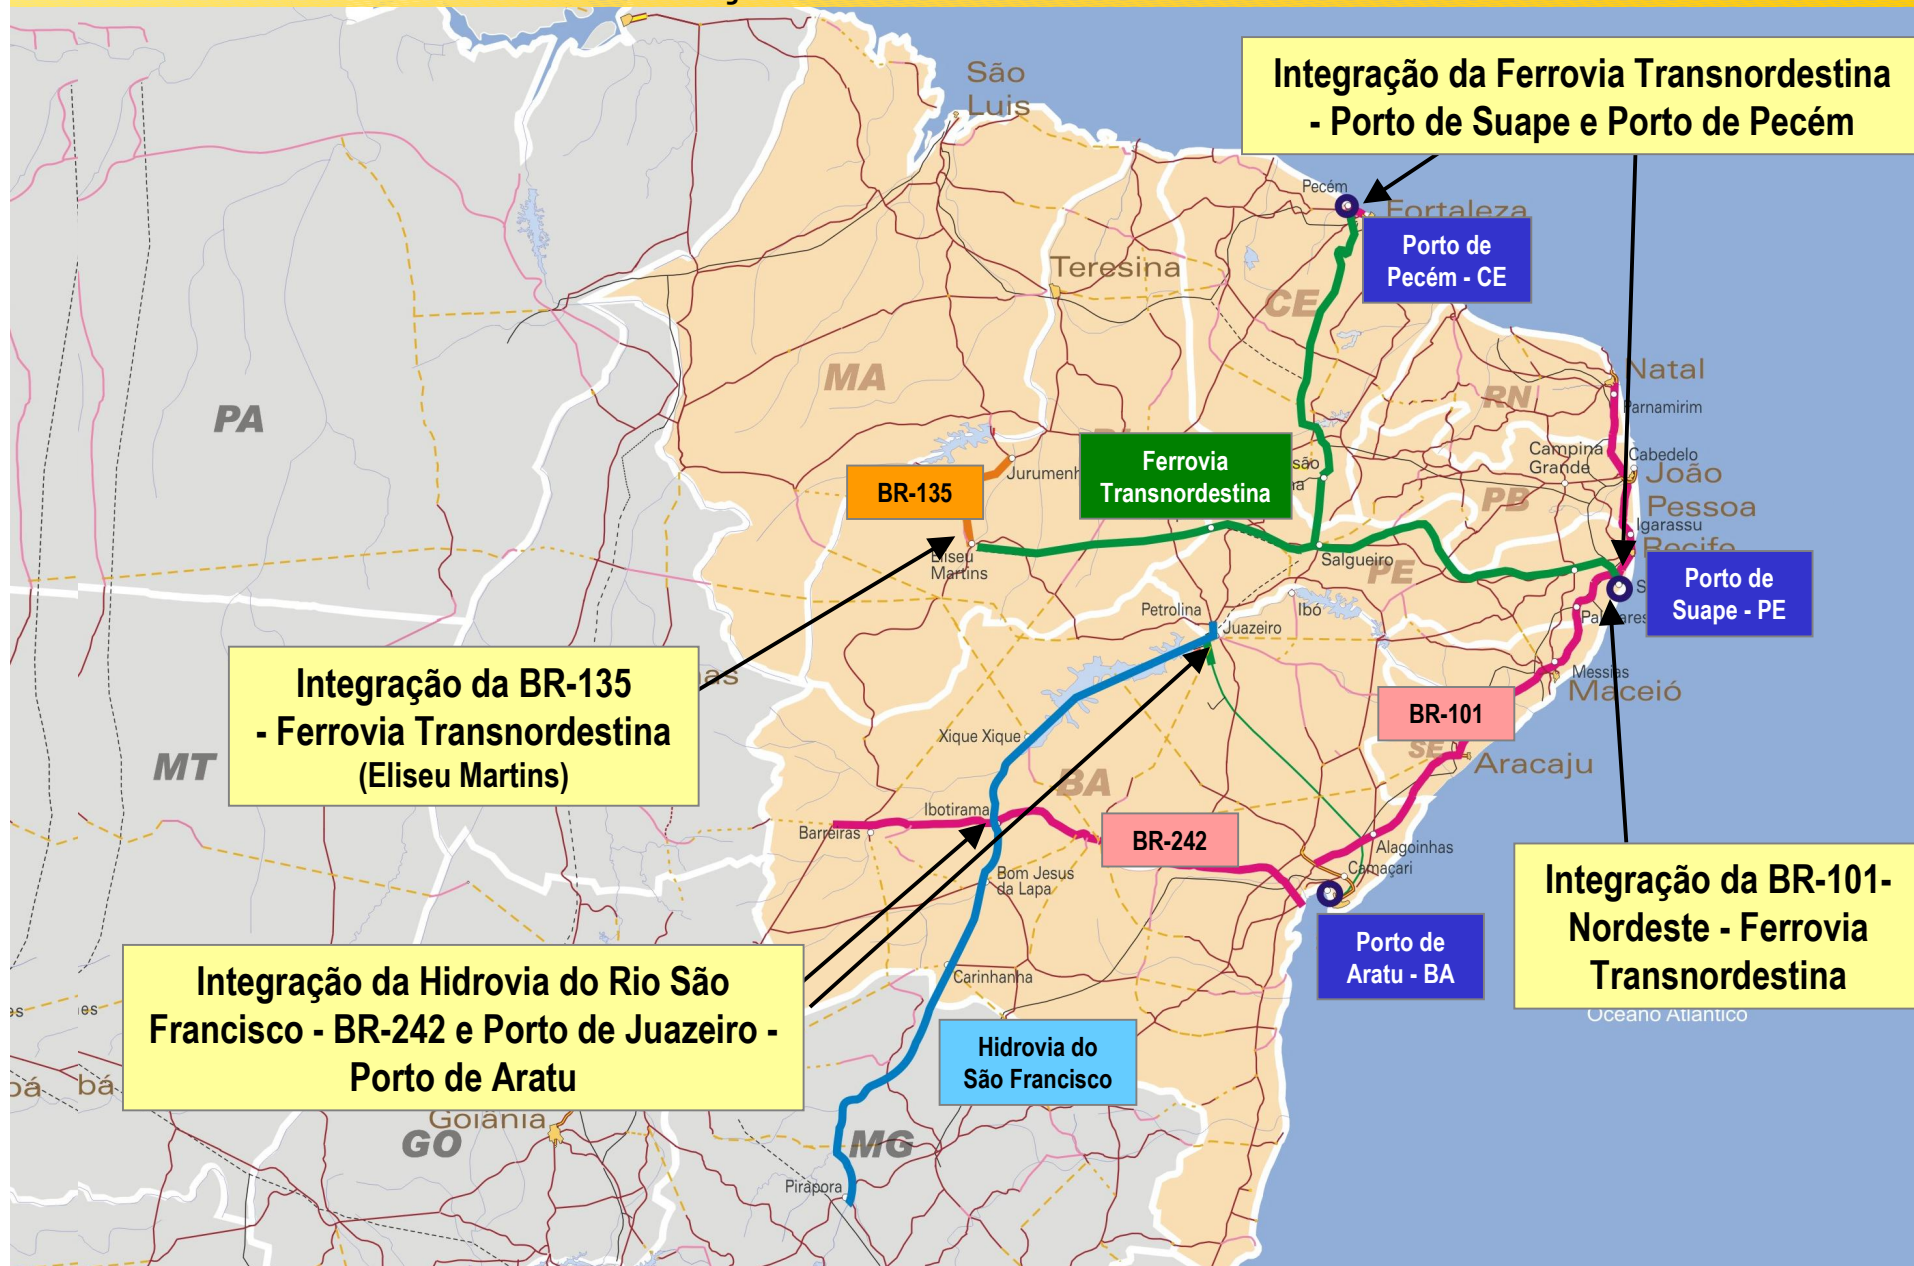 Integração da Ferrovia Transnordestina
- Porto de Suape e Porto de Pecém
São
Luis
Pecém
Fortaleza
Porto de
Pecém - CE
Teresina
CE
MA
PA
Natal
Parnamirim
RN
Campina
Grande
Cabedelo
João
Pessoa
PB
Ferrovia
Transnordestina
BR-135
Igarassu
Recife
Eliseu
Martins
Salgueiro
PE
Porto de
Suape - PE
Petrolina
Ibó
Juazeiro
Messias
Maceió
Integração da BR-135
- Ferrovia Transnordestina
(Eliseu Martins)
BR-101
SE
Aracaju
Xique Xique
MT
BA
Ibotirama
Barreiras
BR-242
Alagoinhas
Camaçari
Bom Jesus
da Lapa
Integração da BR-101-
Nordeste - Ferrovia
Transnordestina
Porto de
Aratu - BA
Integração da Hidrovia do Rio São
Francisco - BR-242 e Porto de Juazeiro -
Porto de Aratu
Carinhanha
Oceano Atlântico
Hidrovia do
São Francisco
bá
Goiânia
GO
MG
Pirapora